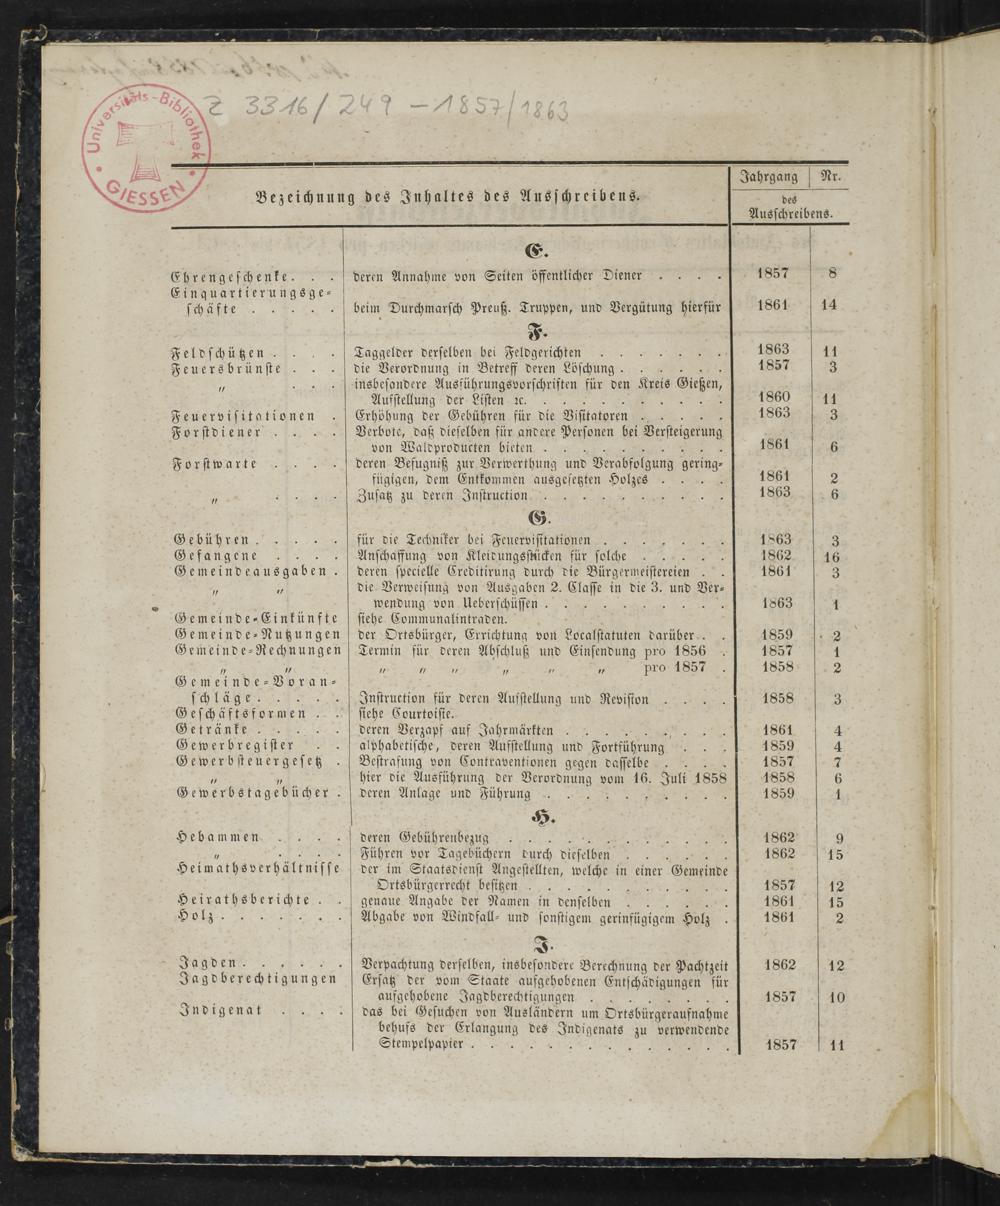 Z 3316/249 – 1857/1863
Universitäts-Bibliothek
GIESSEN
Bezeichnung des Inhaltes des Ausschreibens. Jahrgang Nr.
des
Ausschreibens.
E.
Ehrengeschenke. . . deren Annahme von Seiten öffentlicher Diener . . . . 1857 8
Einquartierungsge-
schäfte . . . . . beim Durchmarsch Preuß. Truppen, und Vergütung hierfür 1861 14
F.
Feldschützen . . . . Taggelder derselben bei Feldgerichten . . . . . . . 1863 11
Feuersbrünste . . . die Verordnung in Betreff deren Löschung . . . . . . 1857 3
„ . . . insbesondere Ausführungsvorschriften für den Kreis Gießen,
Aufstellung der Listen ꝛc. . . . . . . . . . . 1860 11
Feuervisitationen . Erhöhung der Gebühren für die Visitatoren . . . . . 1863 3
Forstdiener . . . . Verbote, daß dieselben für andere Personen bei Versteigerung
von Waldproducten bieten . . . . . . . . . . 1861 6
Forstwarte . . . . deren Befugniß zur Verwerthung und Verabfolgung gering-
fügigen, dem Entkommen ausgesetzten Holzes . . . . 1861 2
„ . . . . Zusatz zu deren Instruction . . . . . . . . . . 1863 6
G.
Gebühren . . . . . für die Techniker bei Feuervisitationen . . . . . . . 1863 3
Gefangene . . . . Anschaffung von Kleidungsstücken für solche . . . . . 1862 16
Gemeindeausgaben . deren specielle Creditirung durch die Bürgermeistereien . . 1861 3
„ „ die Verweisung von Ausgaben 2. Classe in die 3. und Ver-
wendung von Ueberschüssen . . . . . . . . . . 1863 1
Gemeinde-Einkünfte siehe Communalintraden.
Gemeinde-Nutzungen der Ortsbürger, Errichtung von Localstatuten darüber . . 1859 2
Gemeinde-Rechnungen Termin für deren Abschluß und Einsendung pro 1856 . 1857 1
„ „ „ „ „ „ „ „ pro 1857 . 1858 2
Gemeinde-Voran-
schläge . . . . . Instruction für deren Aufstellung und Revision . . . . 1858 3
Geschäftsformen . . siehe Courtoisie.
Getränke . . . . . deren Verzapf auf Jahrmärkten . . . . . . . . . 1861 4
Gewerbregister . . alphabetische, deren Aufstellung und Fortführung . . . 1859 4
Gewerbsteuergesetz . Bestrafung von Contraventionen gegen dasselbe . . . . 1857 7
„ „ hier die Ausführung der Verordnung vom 16. Juli 1858 1858 6
Gewerbstagebücher . deren Anlage und Führung . . . . . . . . . . 1859 1
H.
Hebammen . . . . deren Gebührenbezug . . . . . . . . . . . . 1862 9
„ . . . . Führen vor Tagebüchern durch dieselben . . . . . . 1862 15
Heimathsverhältnisse der im Staatsdienst Angestellten, welche in einer Gemeinde
Ortsbürgerrecht besitzen . . . . . . . . . . . 1857 12
Heirathsberichte . . genaue Angabe der Namen in denselben . . . . . . 1861 15
Holz . . . . . . . Abgabe von Windfall- und sonstigem gerinfügigem Holz . 1861 2
J.
Jagden . . . . . . Verpachtung derselben, insbesondere Berechnung der Pachtzeit 1862 12
Jagdberechtigungen Ersatz der vom Staate aufgehobenen Entschädigungen für
aufgehobene Jagdberechtigungen . . . . . . . . 1857 10
Indigenat . . . . das bei Gesuchen von Ausländern um Ortsbürgeraufnahme
behufs der Erlangung des Indigenats zu verwendende
Stempelpapier . . . . . . . . . . . . . . 1857 11